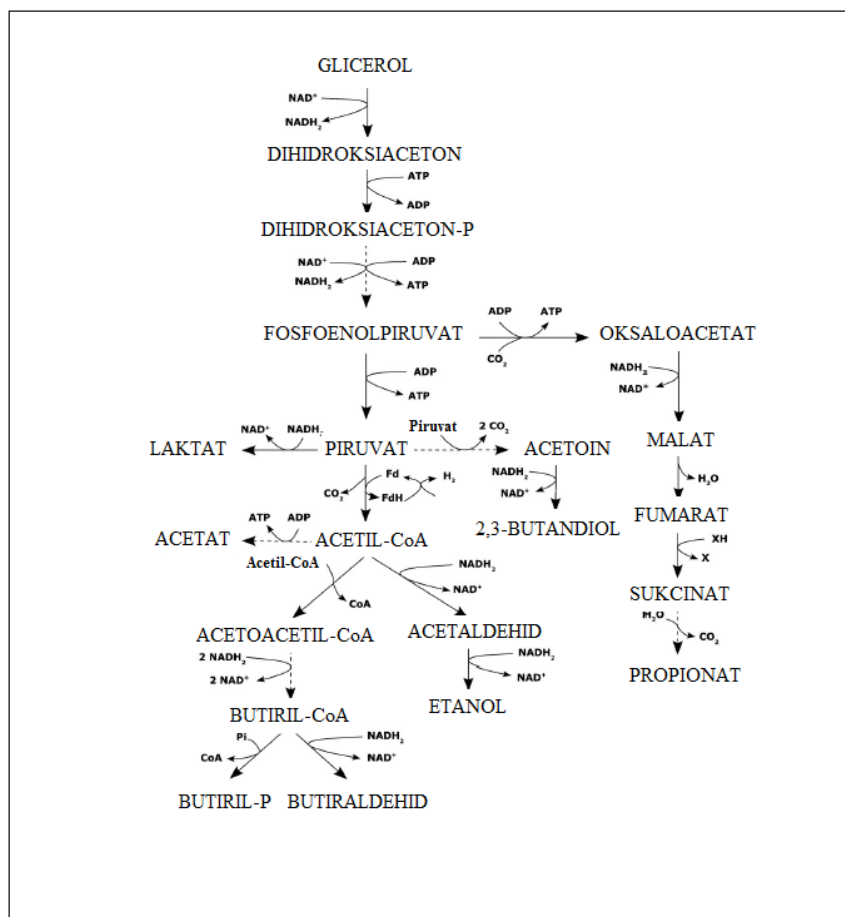 GLICEROL
NAD⁺
NADH₂
DIHIDROKSIACETON
ATP
ADP
DIHIDROKSIACETON-P
NAD⁺ ADP
NADH₂ ATP
ADP ATP
FOSFOENOLPIRUVAT OKSALOACETAT
CO₂
NADH₂
NAD⁺
ADP
ATP
NAD⁺ NADH₂ Piruvat 2 CO₂
LAKTAT PIRUVAT ACETOIN MALAT
Fd H₂ NADH₂ H₂O
CO₂ FdH NAD⁺
FUMARAT
ATP ADP
2,3-BUTANDIOL
ACETAT ACETIL-CoA
XH
X
Acetil-CoA NADH₂
NAD⁺
SUKCINAT
CoA
H₂O
CO₂
ACETOACETIL-CoA ACETALDEHID
2 NADH₂ NADH₂
2 NAD⁺ NAD⁺
PROPIONAT
ETANOL
BUTIRIL-CoA
Pi NADH₂
CoA NAD⁺
BUTIRIL-P BUTIRALDEHID